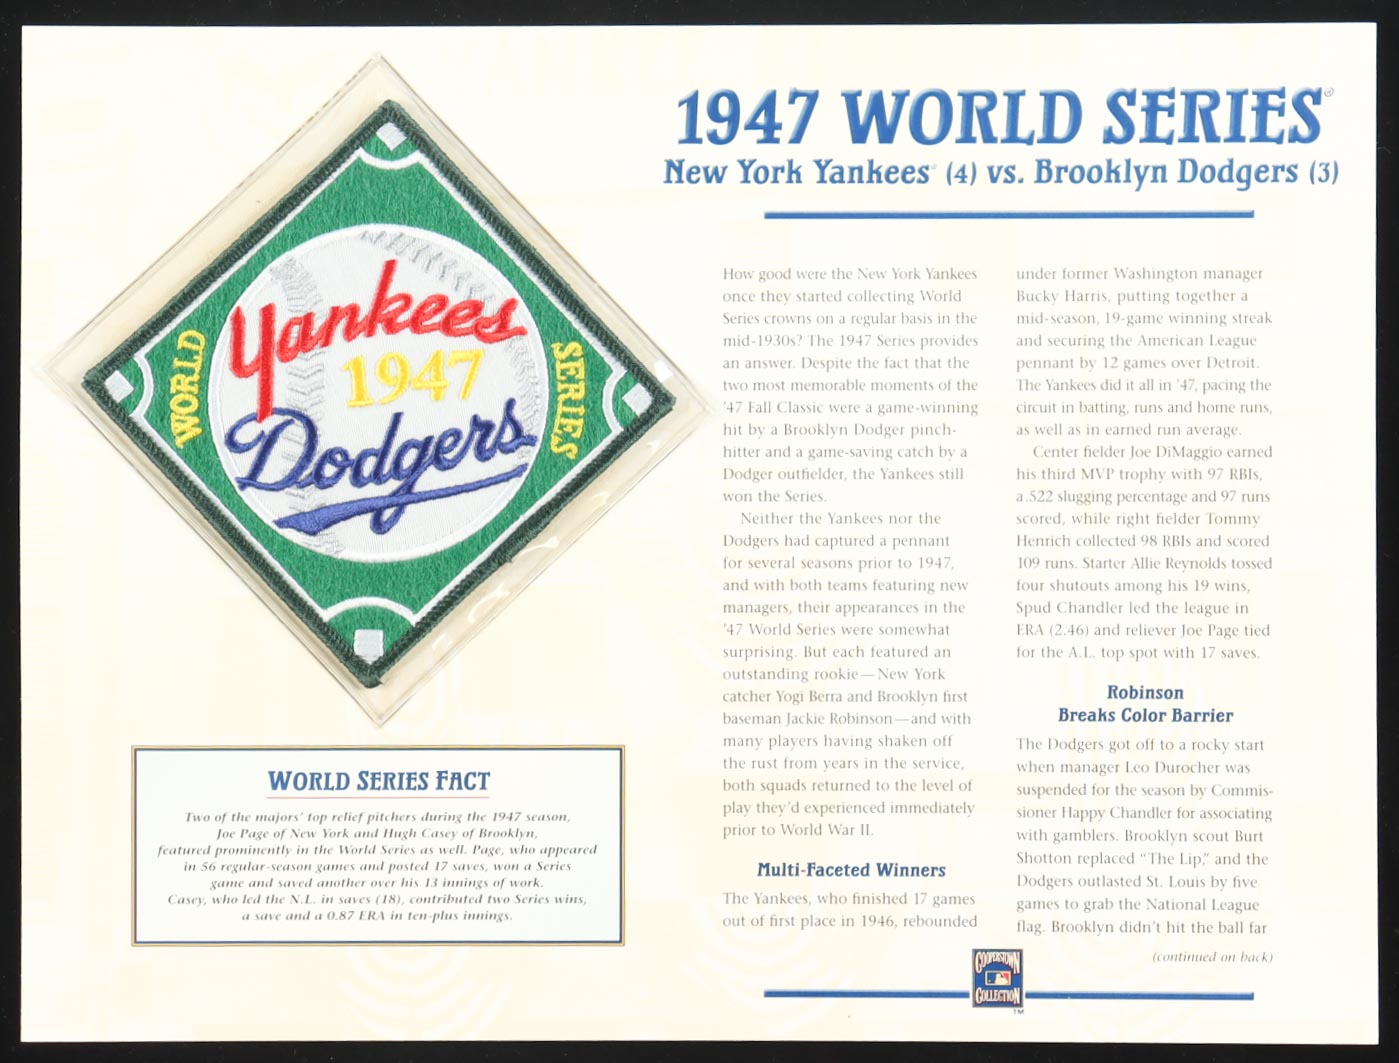 1947 WORLD SERIES®
New York Yankees® (4) vs. Brooklyn Dodgers (3)
WORLD
Yankees
1947
Dodgers
SERIES
WORLD SERIES FACT
Two of the majors' top relief pitchers during the 1947 season,
Joe Page of New York and Hugh Casey of Brooklyn,
featured prominently in the World Series as well. Page, who appeared
in 56 regular-season games and posted 17 saves, won a Series
game and saved another over his 13 innings of work.
Casey, who led the N.L. in saves (18), contributed two Series wins,
a save and a 0.87 ERA in ten-plus innings.
How good were the New York Yankees
once they started collecting World
Series crowns on a regular basis in the
mid-1930s? The 1947 Series provides
an answer. Despite the fact that the
two most memorable moments of the
'47 Fall Classic were a game-winning
hit by a Brooklyn Dodger pinch-
hitter and a game-saving catch by a
Dodger outfielder, the Yankees still
won the Series.
Neither the Yankees nor the
Dodgers had captured a pennant
for several seasons prior to 1947,
and with both teams featuring new
managers, their appearances in the
'47 World Series were somewhat
surprising. But each featured an
outstanding rookie—New York
catcher Yogi Berra and Brooklyn first
baseman Jackie Robinson—and with
many players having shaken off
the rust from years in the service,
both squads returned to the level of
play they'd experienced immediately
prior to World War II.
Multi-Faceted Winners
The Yankees, who finished 17 games
out of first place in 1946, rebounded
under former Washington manager
Bucky Harris, putting together a
mid-season, 19-game winning streak
and securing the American League
pennant by 12 games over Detroit.
The Yankees did it all in '47, pacing the
circuit in batting, runs and home runs,
as well as in earned run average.
Center fielder Joe DiMaggio earned
his third MVP trophy with 97 RBIs,
a .522 slugging percentage and 97 runs
scored, while right fielder Tommy
Henrich collected 98 RBIs and scored
109 runs. Starter Allie Reynolds tossed
four shutouts among his 19 wins,
Spud Chandler led the league in
ERA (2.46) and reliever Joe Page tied
for the A.L. top spot with 17 saves.
Robinson
Breaks Color Barrier
The Dodgers got off to a rocky start
when manager Leo Durocher was
suspended for the season by Commis-
sioner Happy Chandler for associating
with gamblers. Brooklyn scout Burt
Shotton replaced "The Lip," and the
Dodgers outlasted St. Louis by five
games to grab the National League
flag. Brooklyn didn't hit the ball far
(continued on back)
COOPERSTOWN
COLLECTION
TM